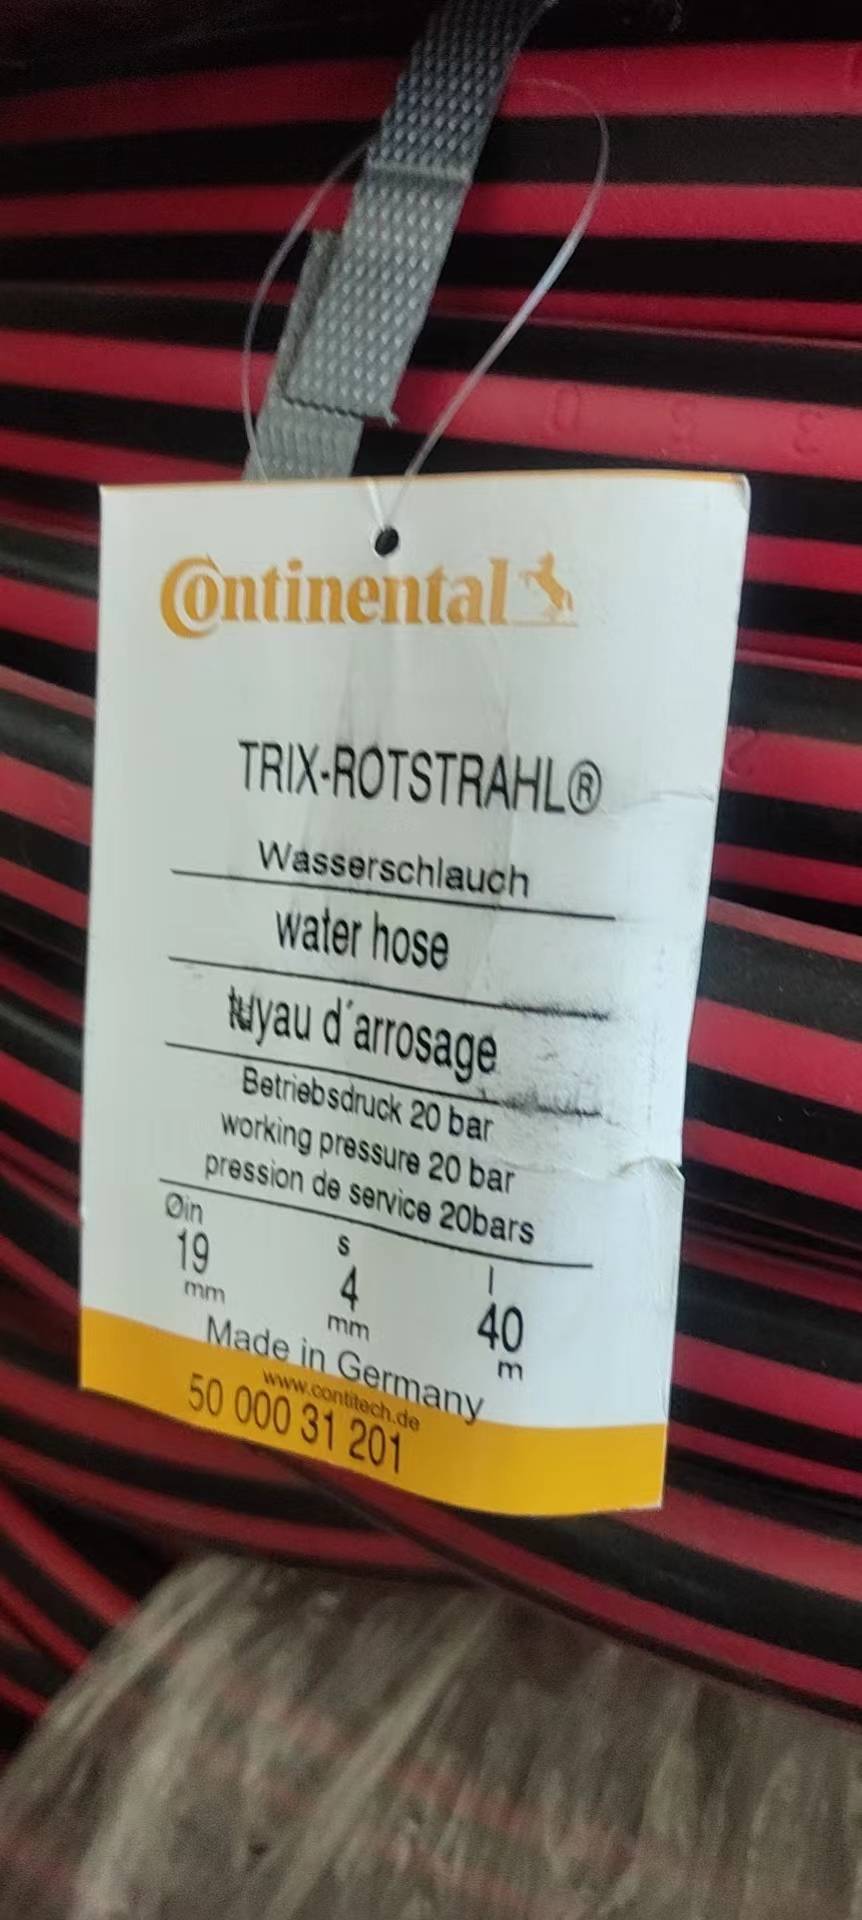 Continental
TRIX-ROTSTRAHL®
Wasserschlauch
water hose
tuyau d´arrosage
Betriebsdruck 20 bar
working pressure 20 bar
pression de service 20bars
Øin s l
19 4 40
mm mm m
Made in Germany
www.contitech.de
50 000 31 201